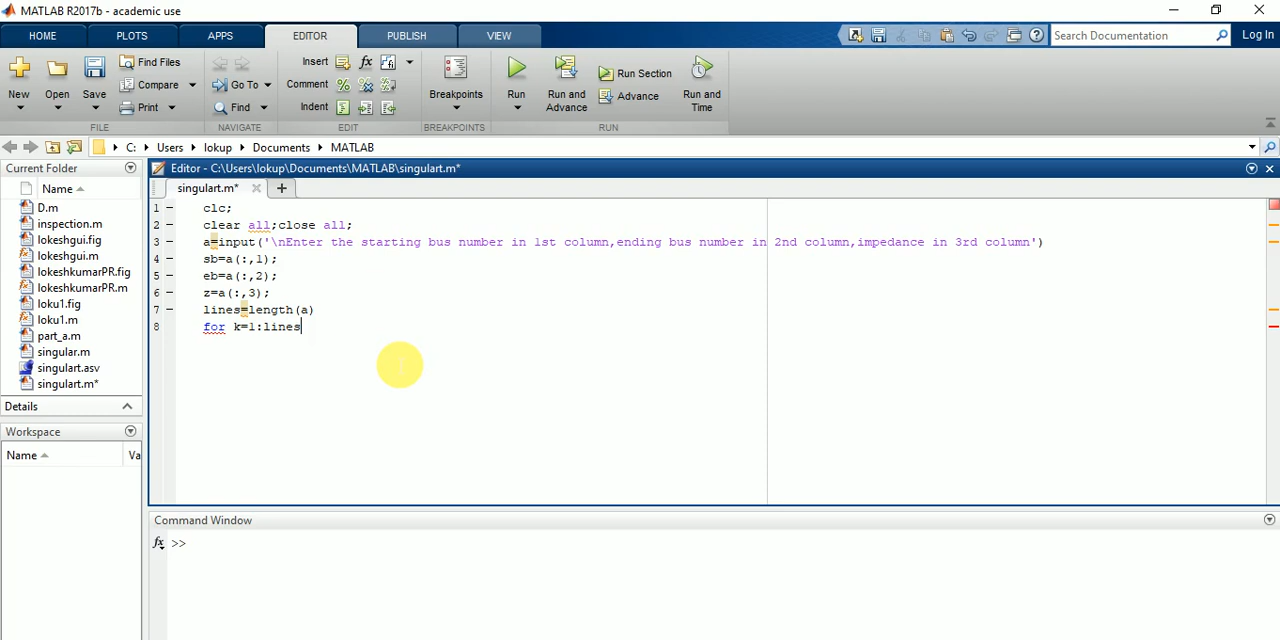 MATLAB R2017b - academic use
HOME PLOTS APPS EDITOR PUBLISH VIEW Search Documentation Log In
New Open Save Find Files Compare Print
Go To Find
Insert fx
Comment
Indent
Breakpoints
Run Run and Advance Run Section Advance Run and Time
FILE NAVIGATE EDIT BREAKPOINTS RUN
C: Users lokup Documents MATLAB
Current Folder
Name
D.m
inspection.m
lokeshgui.fig
lokeshgui.m
lokeshkumarPR.fig
lokeshkumarPR.m
loku1.fig
loku1.m
part_a.m
singular.m
singulart.asv
singulart.m*
Details
Workspace
Name Va
Editor - C:\Users\lokup\Documents\MATLAB\singulart.m*
singulart.m* +
1 clc;
2 clear all;close all;
3 a=input('\nEnter the starting bus number in 1st column,ending bus number in 2nd column,impedance in 3rd column')
4 sb=a(:,1);
5 eb=a(:,2);
6 z=a(:,3);
7 lines=length(a)
8 for k=1:lines
Command Window
fx >>